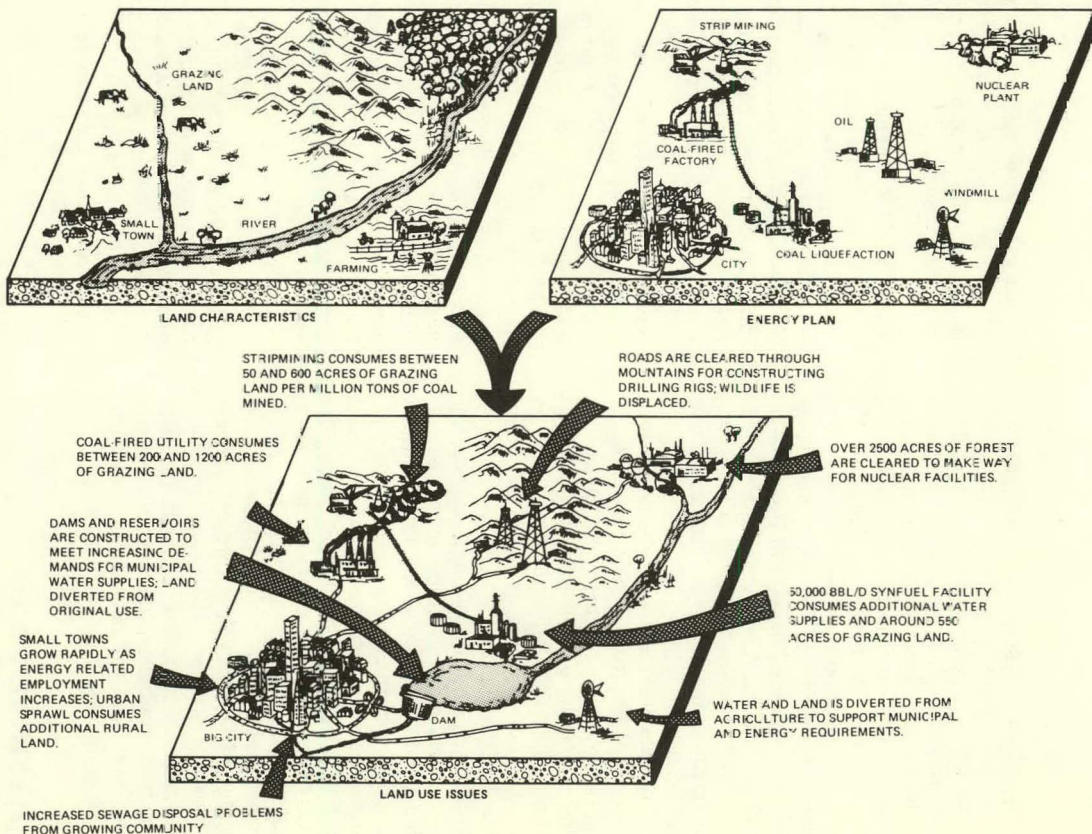 STRIP MINING
GRAZING
LAND
NUCLEAR
PLANT
OIL
COAL-FIRED
FACTORY
WINDMILL
SMALL
TOWN
RIVER
FARMING
CITY
COAL LIQUEFACTION
LAND CHARACTERISTICS
ENERGY PLAN
STRIPMINING CONSUMES BETWEEN
50 AND 600 ACRES OF GRAZING
LAND PER MILLION TONS OF COAL
MINED.
ROADS ARE CLEARED THROUGH
MOUNTAINS FOR CONSTRUCTING
DRILLING RIGS; WILDLIFE IS
DISPLACED.
COAL-FIRED UTILITY CONSUMES
BETWEEN 200 AND 1200 ACRES
OF GRAZING LAND.
OVER 2500 ACRES OF FOREST
ARE CLEARED TO MAKE WAY
FOR NUCLEAR FACILITIES.
DAMS AND RESERVOIRS
ARE CONSTRUCTED TO
MEET INCREASING DE-
MANDS FOR MUNICIPAL
WATER SUPPLIES; LAND
DIVERTED FROM
ORIGINAL USE.
50,000 BBL/D SYNFUEL FACILITY
CONSUMES ADDITIONAL WATER
SUPPLIES AND AROUND 550
ACRES OF GRAZING LAND.
SMALL TOWNS
GROW RAPIDLY AS
ENERGY RELATED
EMPLOYMENT
INCREASES; URBAN
SPRAWL CONSUMES
ADDITIONAL RURAL
LAND.
DAM
BIG CITY
WATER AND LAND IS DIVERTED FROM
AGRICULTURE TO SUPPORT MUNICIPAL
AND ENERGY REQUIREMENTS.
LAND USE ISSUES
INCREASED SEWAGE DISPOSAL PROBLEMS
FROM GROWING COMMUNITY